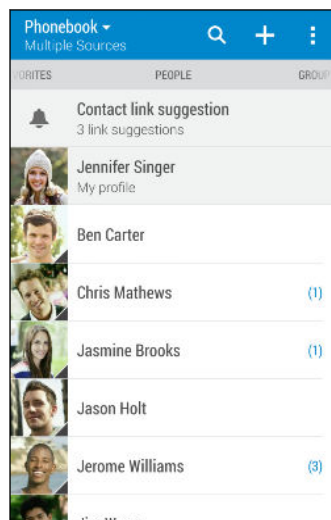 Phonebook
Multiple Sources
ORITES PEOPLE GROUP
Contact link suggestion
3 link suggestions
Jennifer Singer
My profile
Ben Carter
Chris Mathews (1)
Jasmine Brooks (1)
Jason Holt
Jerome Williams (3)